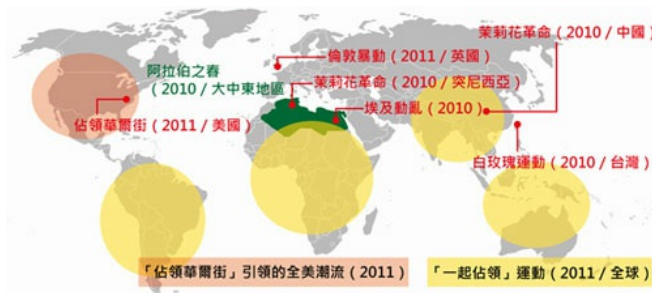 茉莉花革命（2010 / 中國）
倫敦暴動（2011 / 英國）
阿拉伯之春
（2010 / 大中東地區）
茉莉花革命（2010 / 突尼西亞）
埃及動亂（2010）
佔領華爾街（2011 / 美國）
白玫瑰運動（2010 / 台灣）
「佔領華爾街」引領的全美潮流（2011）
「一起佔領」運動（2011 / 全球）